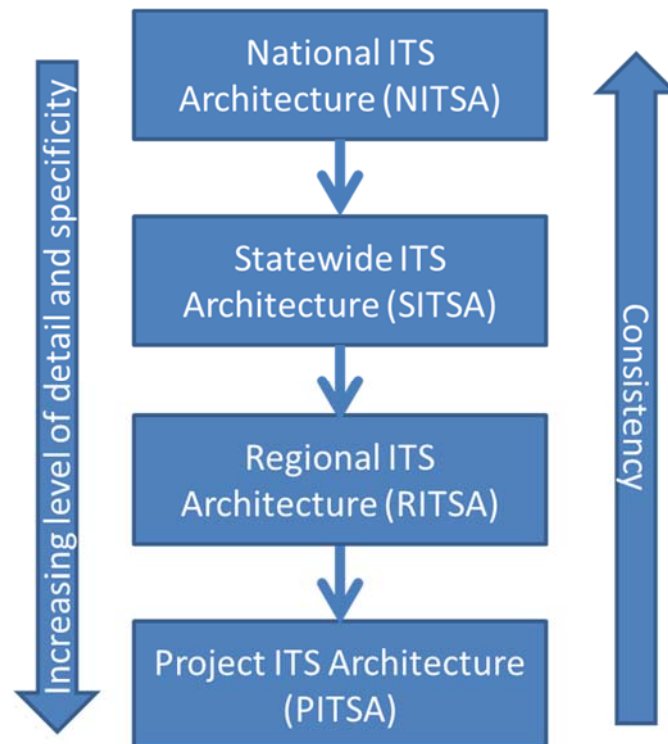 National ITS
Architecture (NITSA)
Statewide ITS
Architecture (SITSA)
Regional ITS
Architecture (RITSA)
Project ITS Architecture
(PITSA)
Increasing level of detail and specificity
Consistency